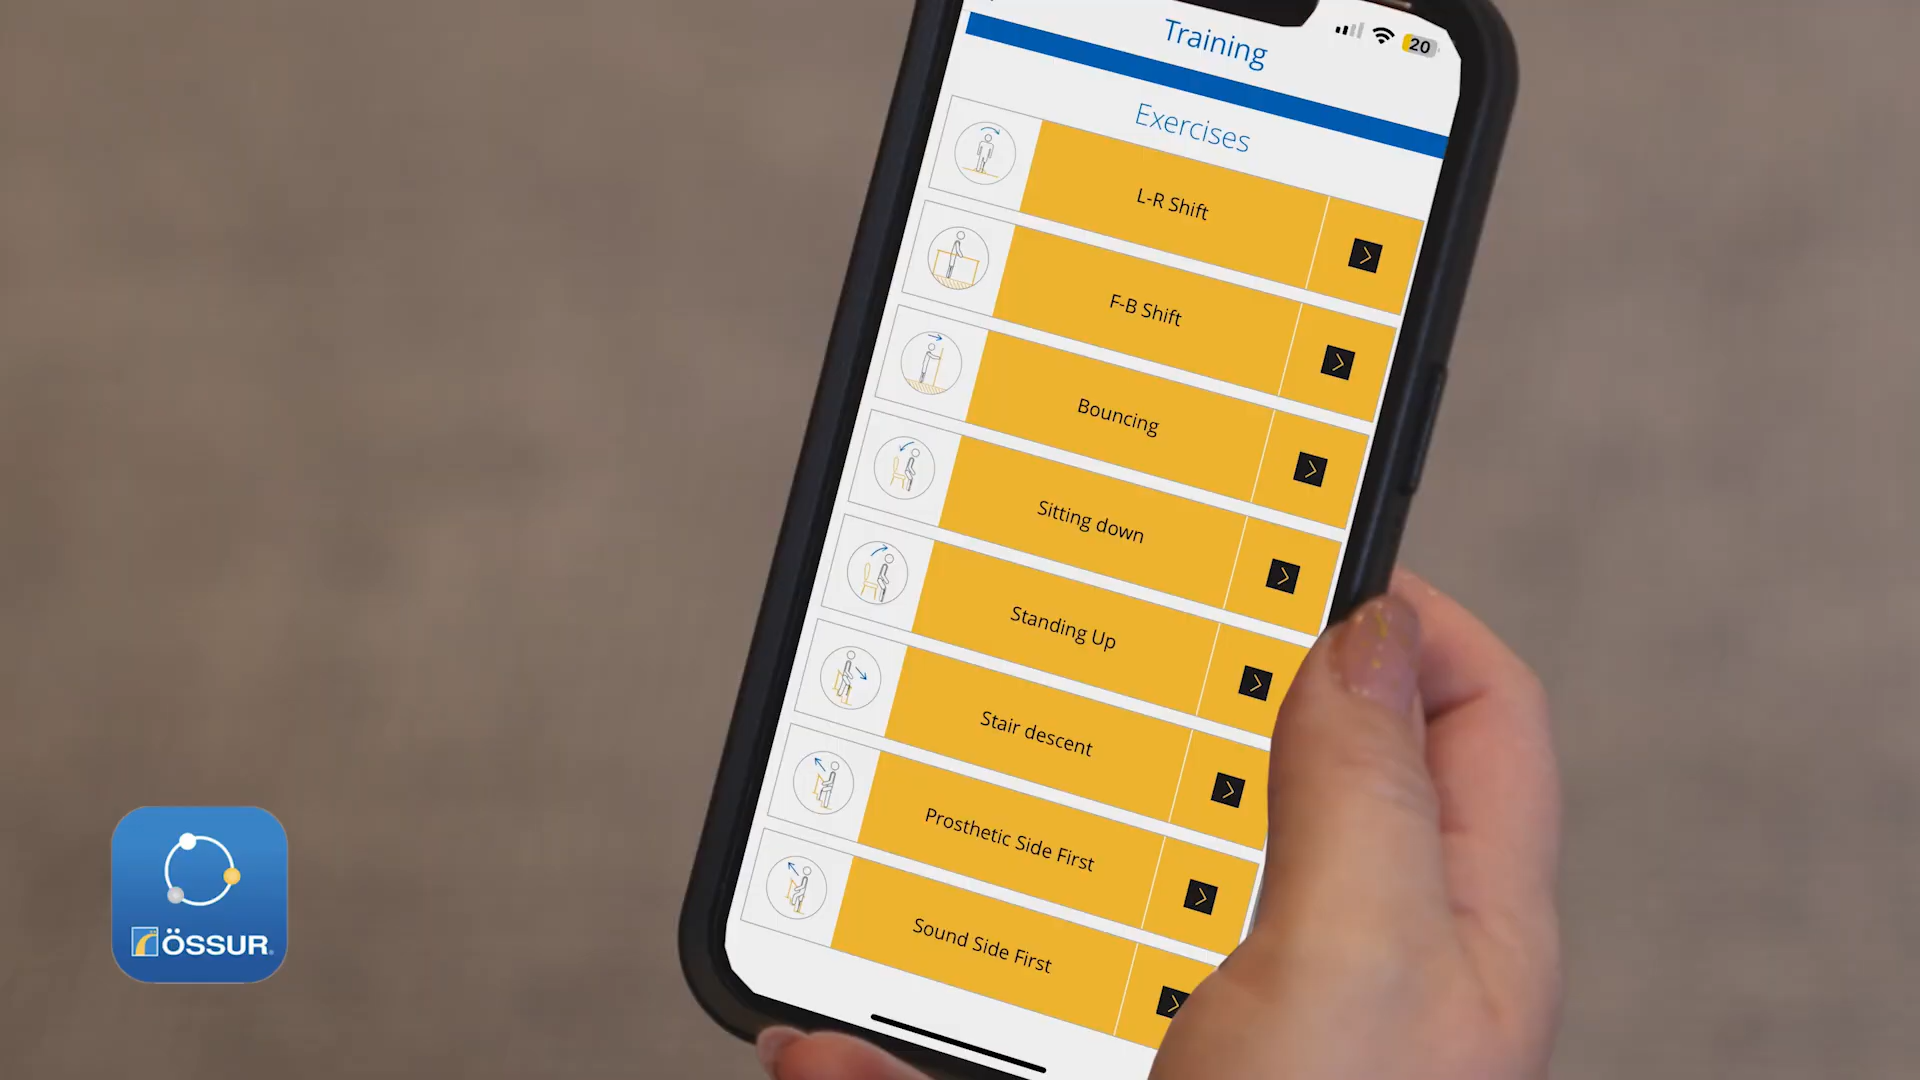 Training
20
Exercises
L-R Shift
F-B Shift
Bouncing
Sitting down
Standing Up
Stair descent
Prosthetic Side First
Sound Side First
ÖSSUR